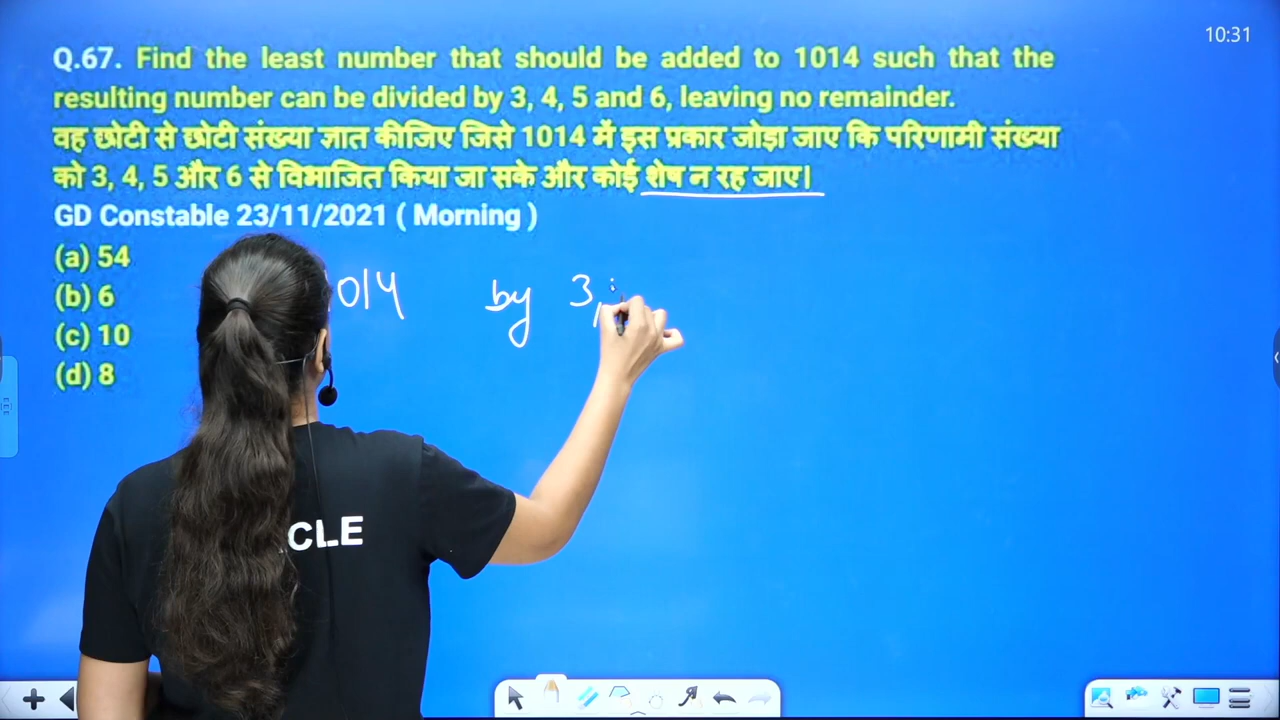 10:31
Q.67. Find the least number that should be added to 1014 such that the
resulting number can be divided by 3, 4, 5 and 6, leaving no remainder.
वह छोटी से छोटी संख्या ज्ञात कीजिए जिसे 1014 में इस प्रकार जोड़ा जाए कि परिणामी संख्या
को 3, 4, 5 और 6 से विभाजित किया जा सके और कोई शेष न रह जाए।
GD Constable 23/11/2021 ( Morning )
(a) 54
(b) 6
(c) 10
(d) 8
014 by 3,
CLE